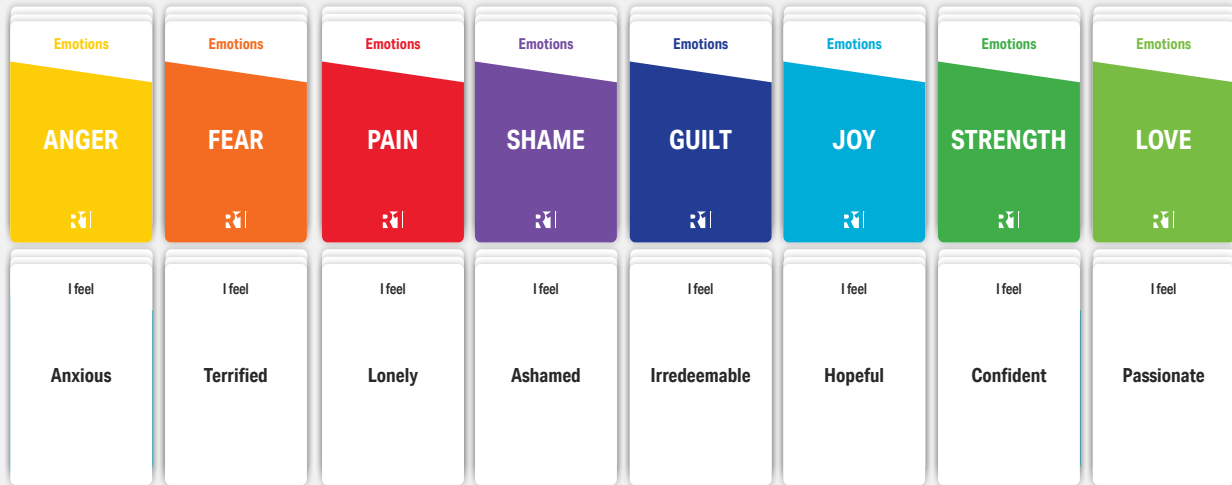 Emotions
ANGER
Emotions
FEAR
Emotions
PAIN
Emotions
SHAME
Emotions
GUILT
Emotions
JOY
Emotions
STRENGTH
Emotions
LOVE
I feel
Anxious
I feel
Terrified
I feel
Lonely
I feel
Ashamed
I feel
Irredeemable
I feel
Hopeful
I feel
Confident
I feel
Passionate